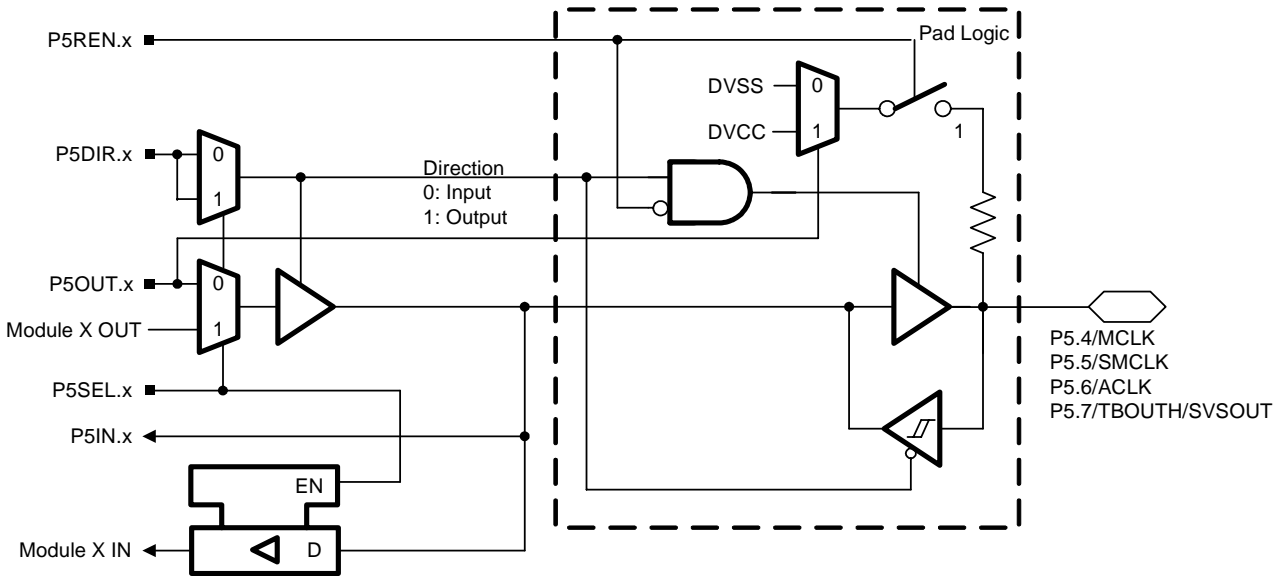 P5REN.x
Pad Logic
DVSS
0
DVCC
1
1
P5DIR.x
0
1
Direction
0: Input
1: Output
P5OUT.x
0
Module X OUT
1
P5.4/MCLK
P5.5/SMCLK
P5.6/ACLK
P5.7/TBOUTH/SVSOUT
P5SEL.x
P5IN.x
EN
Module X IN
D